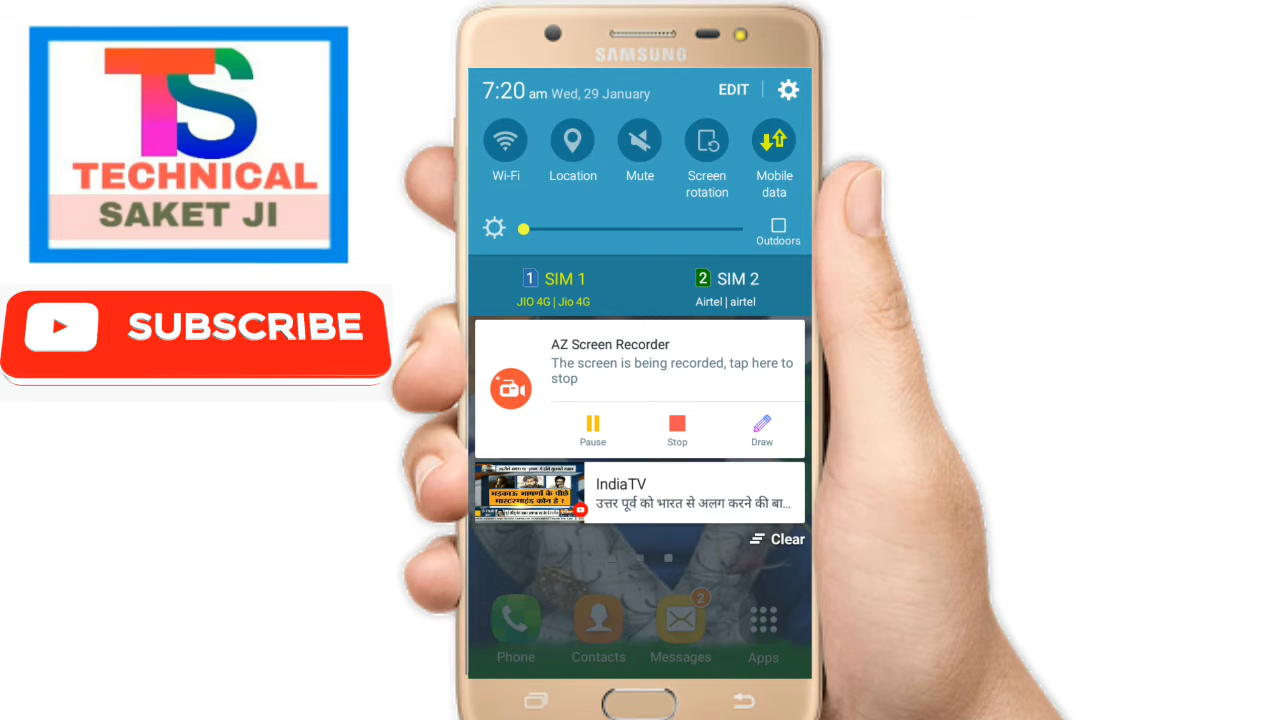 TS
TECHNICAL
SAKET JI
SUBSCRIBE
SAMSUNG
7:20 am Wed, 29 January
EDIT
Wi-Fi
Location
Mute
Screen rotation
Mobile data
Outdoors
1 SIM 1
JIO 4G | Jio 4G
2 SIM 2
Airtel | airtel
AZ Screen Recorder
The screen is being recorded, tap here to
stop
Pause
Stop
Draw
भड़काऊ भाषणों के पीछे
मास्टरमाइंड कौन है !
IndiaTV
उत्तर पूर्व को भारत से अलग करने की बा...
Clear
2
Phone
Contacts
Messages
Apps